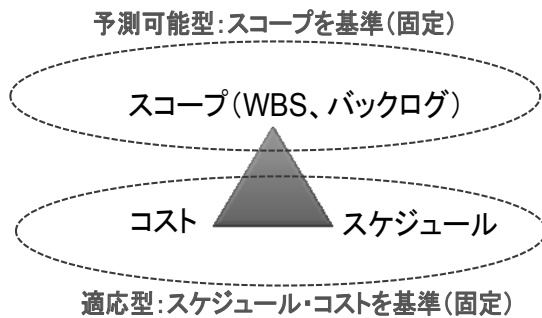 予測可能型：スコープを基準（固定）
スコープ（WBS、バックログ）
コスト　スケジュール
適応型：スケジュール・コストを基準（固定）